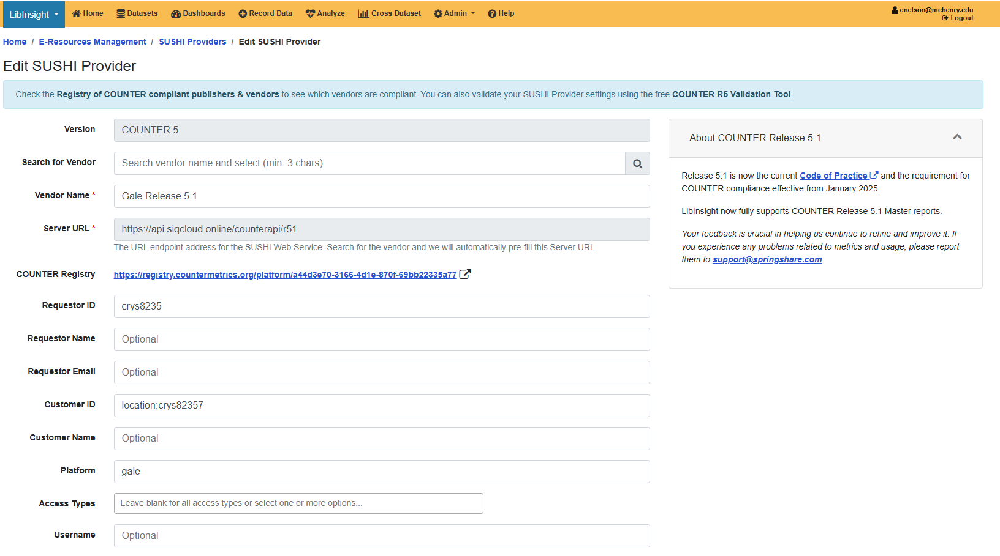 LibInsight Home Datasets Dashboards Record Data Analyze Cross Dataset Admin Help enelson@mchenry.edu
Logout
Home / E-Resources Management / SUSHI Providers / Edit SUSHI Provider
Edit SUSHI Provider
Check the Registry of COUNTER compliant publishers & vendors to see which vendors are compliant. You can also validate your SUSHI Provider settings using the free COUNTER R5 Validation Tool.
Version COUNTER 5
Search for Vendor Search vendor name and select (min. 3 chars)
Vendor Name * Gale Release 5.1
Server URL * https://api.siqcloud.online/counterapi/r51
The URL endpoint address for the SUSHI Web Service. Search for the vendor and we will automatically pre-fill this Server URL.
COUNTER Registry https://registry.countermetrics.org/platform/a44d3e70-3166-4d1e-870f-69bb22335a77
Requestor ID crys8235
Requestor Name Optional
Requestor Email Optional
Customer ID location:crys82357
Customer Name Optional
Platform gale
Access Types Leave blank for all access types or select one or more options...
Username Optional
About COUNTER Release 5.1
Release 5.1 is now the current Code of Practice and the requirement for
COUNTER compliance effective from January 2025.
LibInsight now fully supports COUNTER Release 5.1 Master reports.
Your feedback is crucial in helping us continue to refine and improve it. If
you experience any problems related to metrics and usage, please report
them to support@springshare.com.